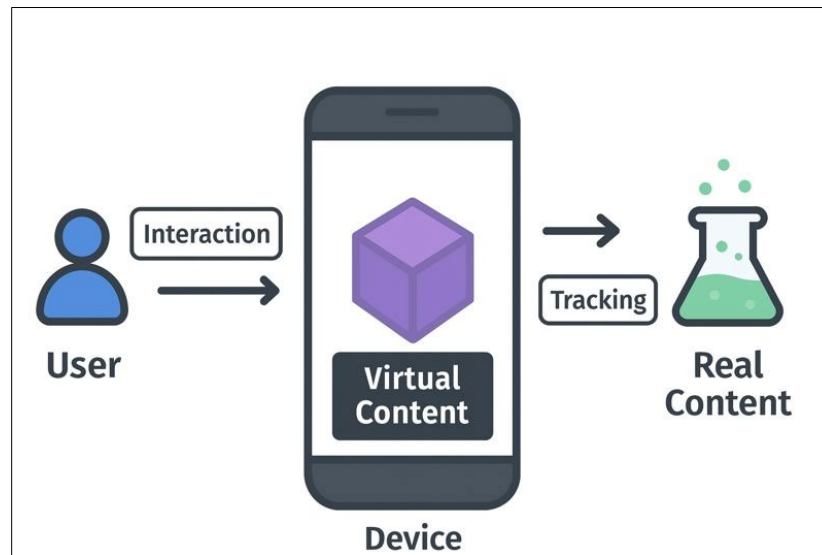 Interaction
User
Virtual
Content
Device
Tracking
Real
Content